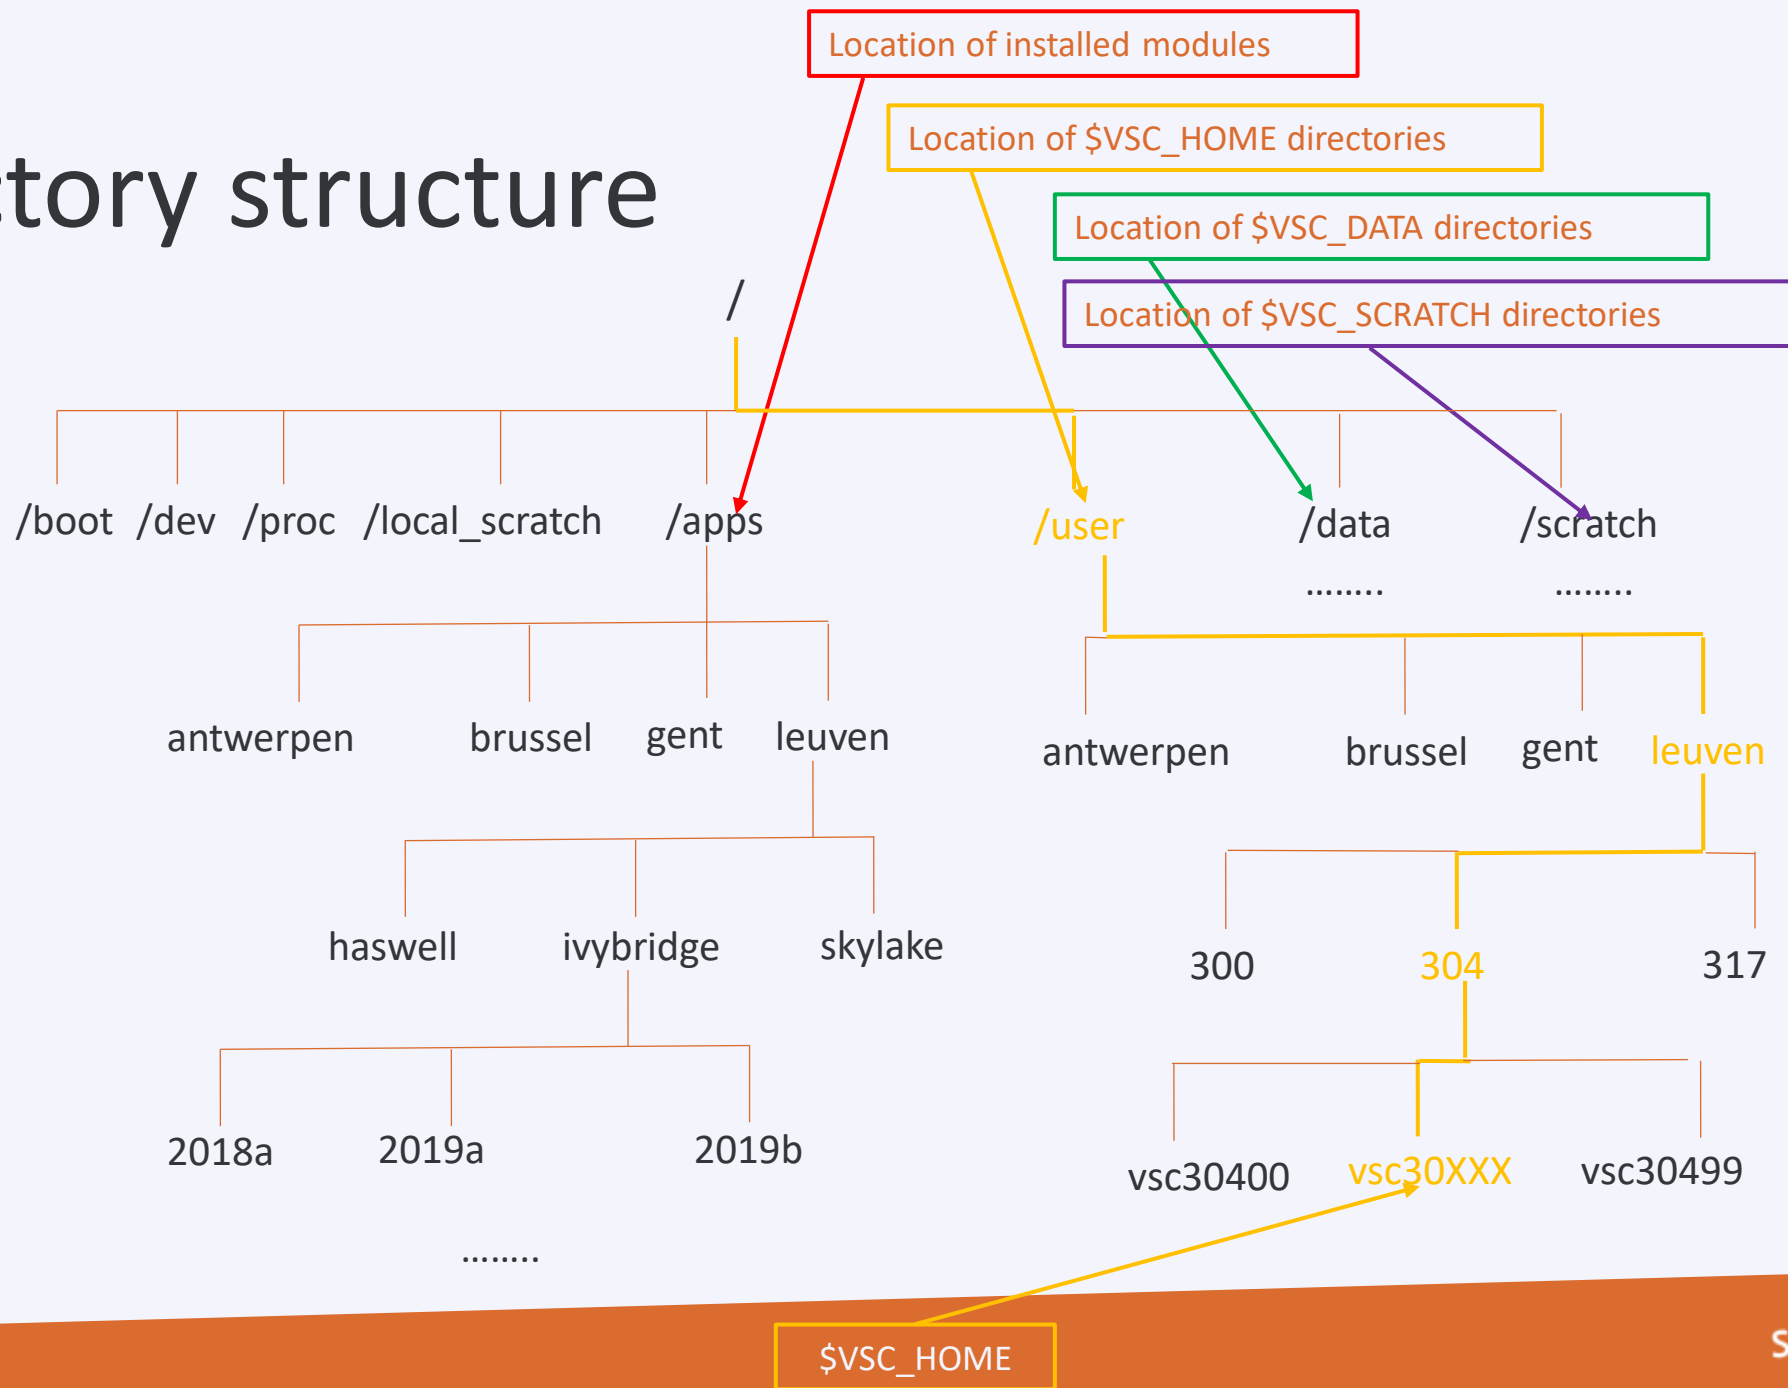 Location of installed modules
Location of $VSC_HOME directories
ctory structure
Location of $VSC_DATA directories
/
Location of $VSC_SCRATCH directories
/boot /dev /proc /local_scratch /apps /user /data /scratch
........ ........
antwerpen brussel gent leuven antwerpen brussel gent leuven
haswell ivybridge skylake 300 304 317
2018a 2019a 2019b vsc30400 vsc30XXX vsc30499
........
$VSC_HOME
S